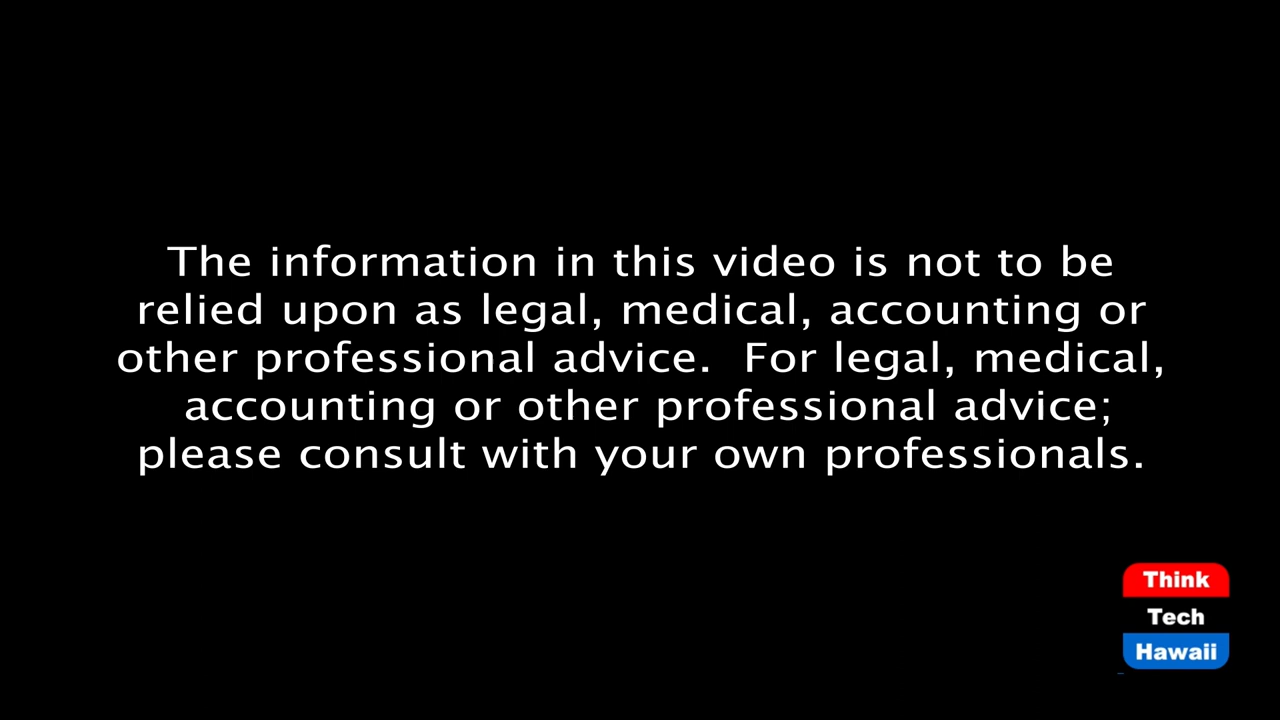 The information in this video is not to be
relied upon as legal, medical, accounting or
other professional advice.  For legal, medical,
accounting or other professional advice;
please consult with your own professionals.
Think
Tech
Hawaii